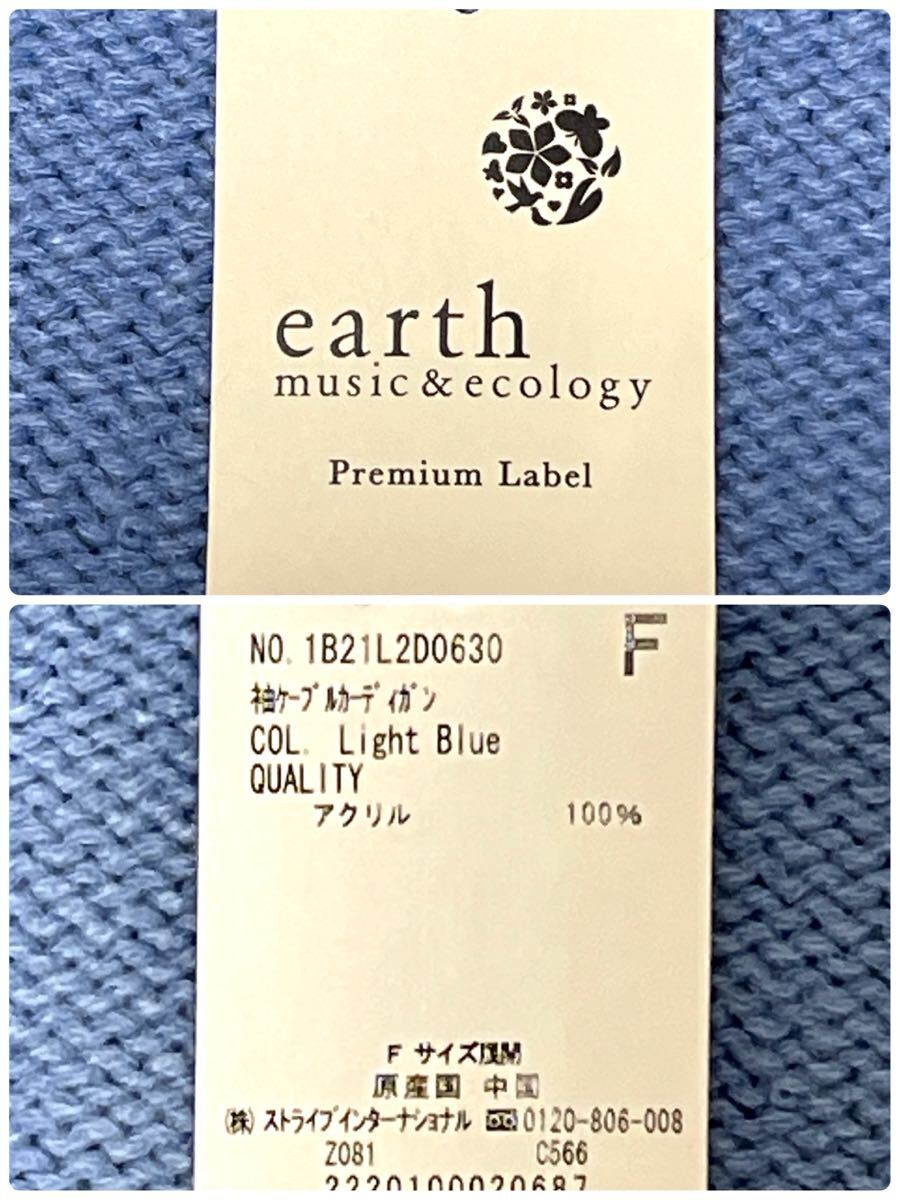 earth
music&ecology
Premium Label
NO. 1B21L2D0630 F
袖ケーブルカーディガン
COL. Light Blue
QUALITY
アクリル 100%
F サイズ展開
原産国 中国
(株)ストライプインターナショナル 0120-806-008
Z081 C566
2220100020687